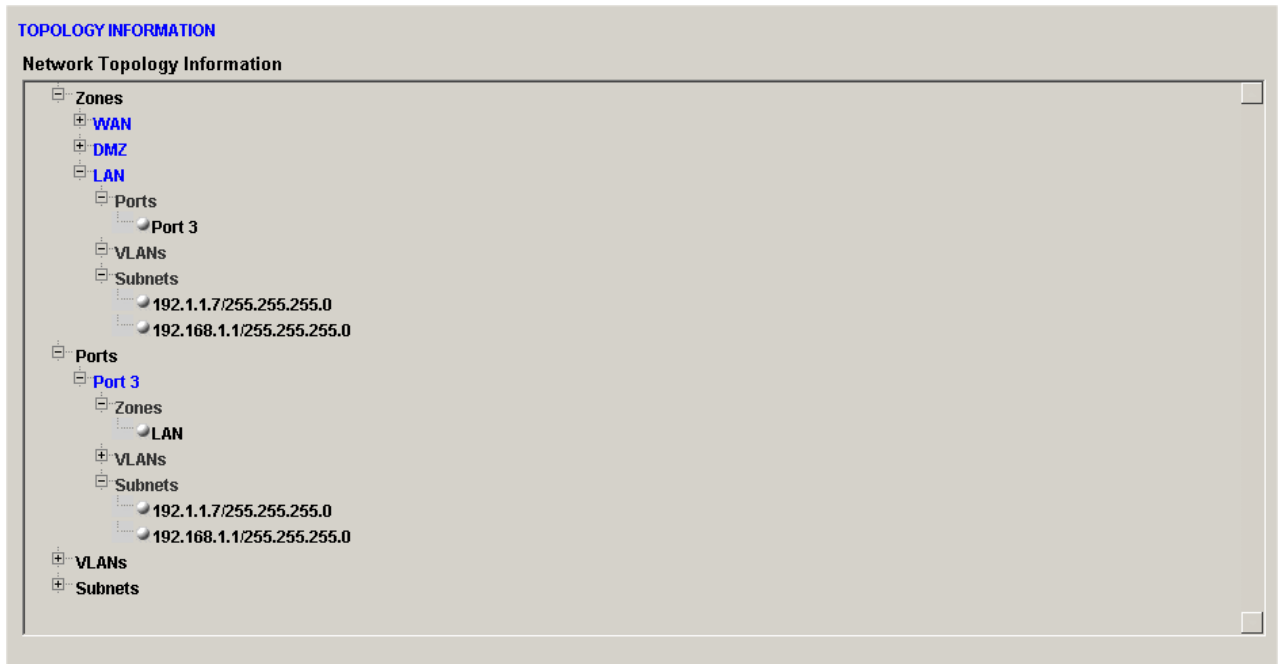 TOPOLOGY INFORMATION
Network Topology Information
Zones
WAN
DMZ
LAN
Ports
Port 3
VLANs
Subnets
192.1.1.7/255.255.255.0
192.168.1.1/255.255.255.0
Ports
Port 3
Zones
LAN
VLANs
Subnets
192.1.1.7/255.255.255.0
192.168.1.1/255.255.255.0
VLANs
Subnets